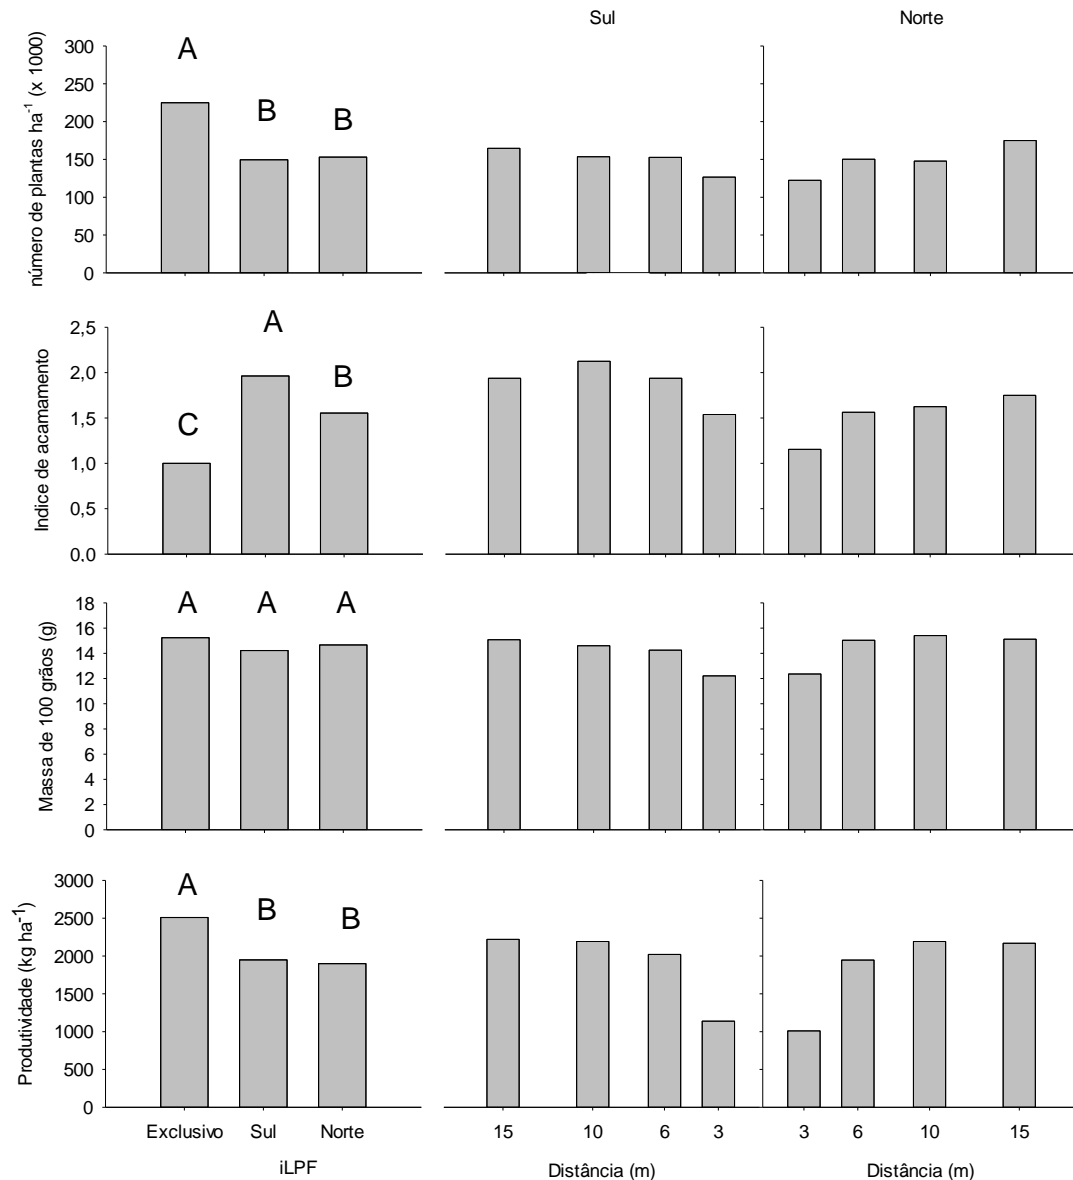 Sul Norte
número de plantas ha⁻¹ (x 1000)
300
250
200
150
100
50
0
A
B
B
Indice de acamamento
2,5
2,0
1,5
1,0
0,5
0,0
C
A
B
Massa de 100 grãos (g)
18
16
14
12
10
8
6
4
2
0
A
A
A
Produtividade (kg ha⁻¹)
3000
2500
2000
1500
1000
500
0
A
B
B
Exclusivo Sul Norte
iLPF
15 10 6 3
Distância (m)
3 6 10 15
Distância (m)